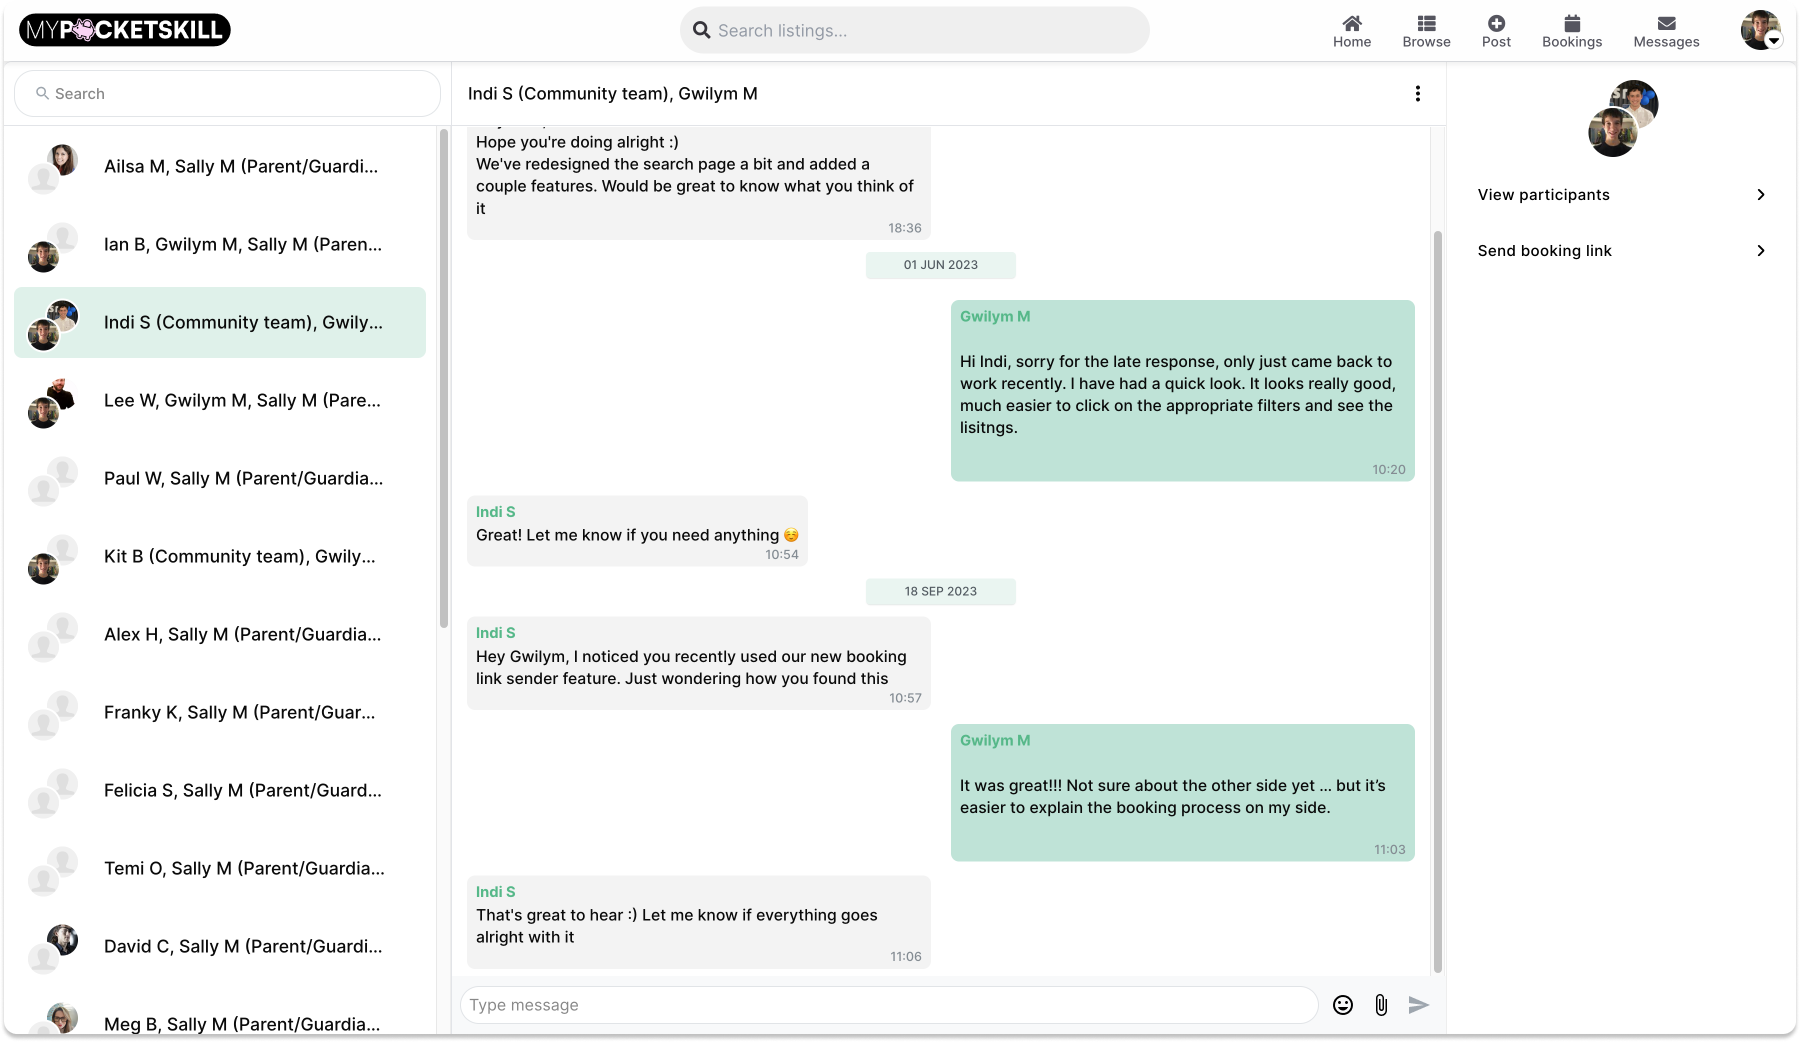 MYPOCKETSKILL
Search listings...
Home
Browse
Post
Bookings
Messages
Search
Ailsa M, Sally M (Parent/Guardi...
Ian B, Gwilym M, Sally M (Paren...
Indi S (Community team), Gwily...
Lee W, Gwilym M, Sally M (Pare...
Paul W, Sally M (Parent/Guardia...
Kit B (Community team), Gwily...
Alex H, Sally M (Parent/Guardia...
Franky K, Sally M (Parent/Guar...
Felicia S, Sally M (Parent/Guard...
Temi O, Sally M (Parent/Guardia...
David C, Sally M (Parent/Guardi...
Meg B, Sally M (Parent/Guardia...
Indi S (Community team), Gwilym M
Hope you're doing alright :)
We've redesigned the search page a bit and added a
couple features. Would be great to know what you think of
it
18:36
01 JUN 2023
Gwilym M
Hi Indi, sorry for the late response, only just came back to
work recently. I have had a quick look. It looks really good,
much easier to click on the appropriate filters and see the
lisitngs.
10:20
Indi S
Great! Let me know if you need anything ☺️
10:54
18 SEP 2023
Indi S
Hey Gwilym, I noticed you recently used our new booking
link sender feature. Just wondering how you found this
10:57
Gwilym M
It was great!!! Not sure about the other side yet ... but it’s
easier to explain the booking process on my side.
11:03
Indi S
That's great to hear :) Let me know if everything goes
alright with it
11:06
Type message
View participants
Send booking link